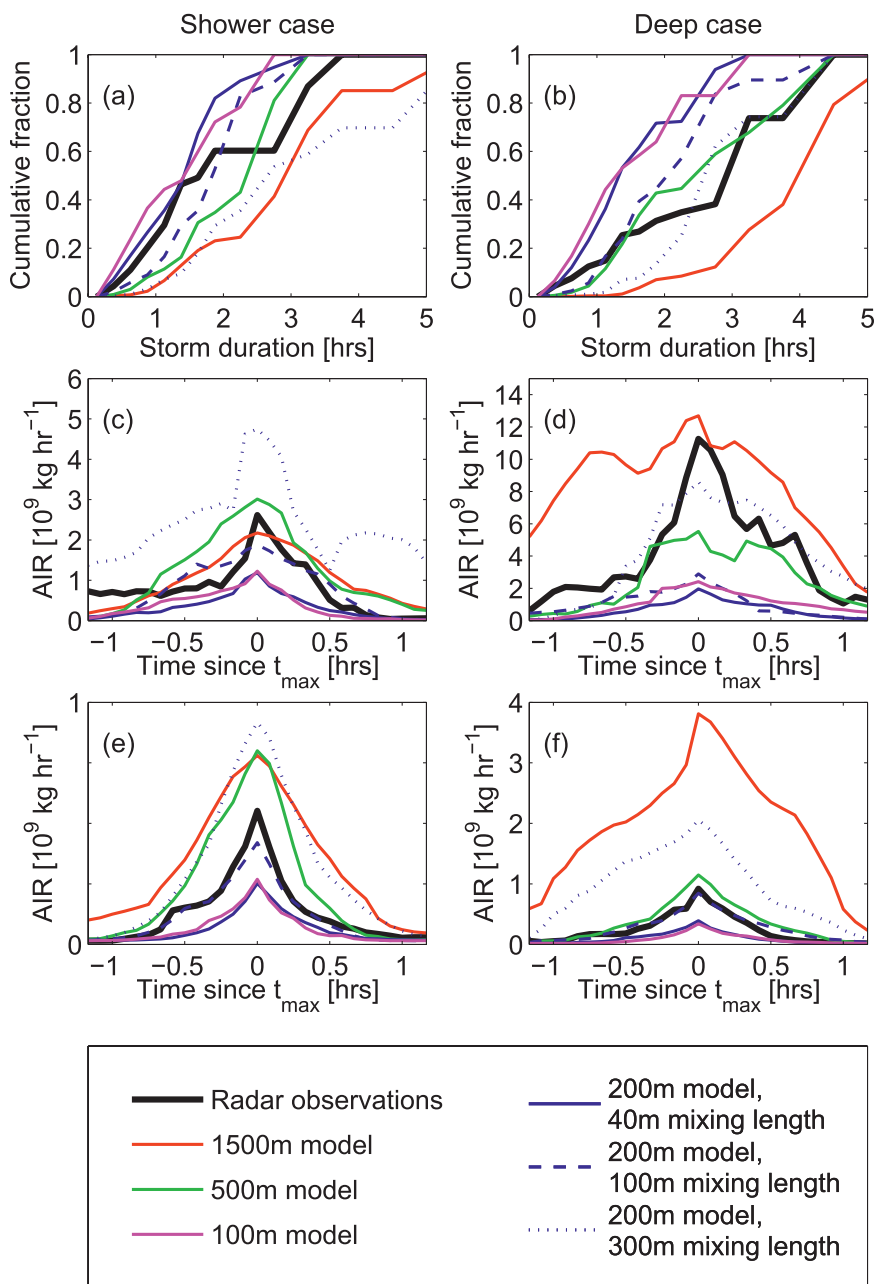 Shower case
Deep case
Cumulative fraction
1
0.8
0.6
0.4
0.2
0
(a)
0 1 2 3 4 5
Storm duration [hrs]
Cumulative fraction
1
0.8
0.6
0.4
0.2
0
(b)
0 1 2 3 4 5
Storm duration [hrs]
AIR [10⁹ kg hr⁻¹]
6
5
4
3
2
1
0
(c)
−1 −0.5 0 0.5 1
Time since t_max [hrs]
AIR [10⁹ kg hr⁻¹]
14
12
10
8
6
4
2
0
(d)
−1 −0.5 0 0.5 1
Time since t_max [hrs]
AIR [10⁹ kg hr⁻¹]
1
0
(e)
−1 −0.5 0 0.5 1
Time since t_max [hrs]
AIR [10⁹ kg hr⁻¹]
4
3
2
1
0
(f)
−1 −0.5 0 0.5 1
Time since t_max [hrs]
Radar observations
1500m model
500m model
100m model
200m model,
40m mixing length
200m model,
100m mixing length
200m model,
300m mixing length